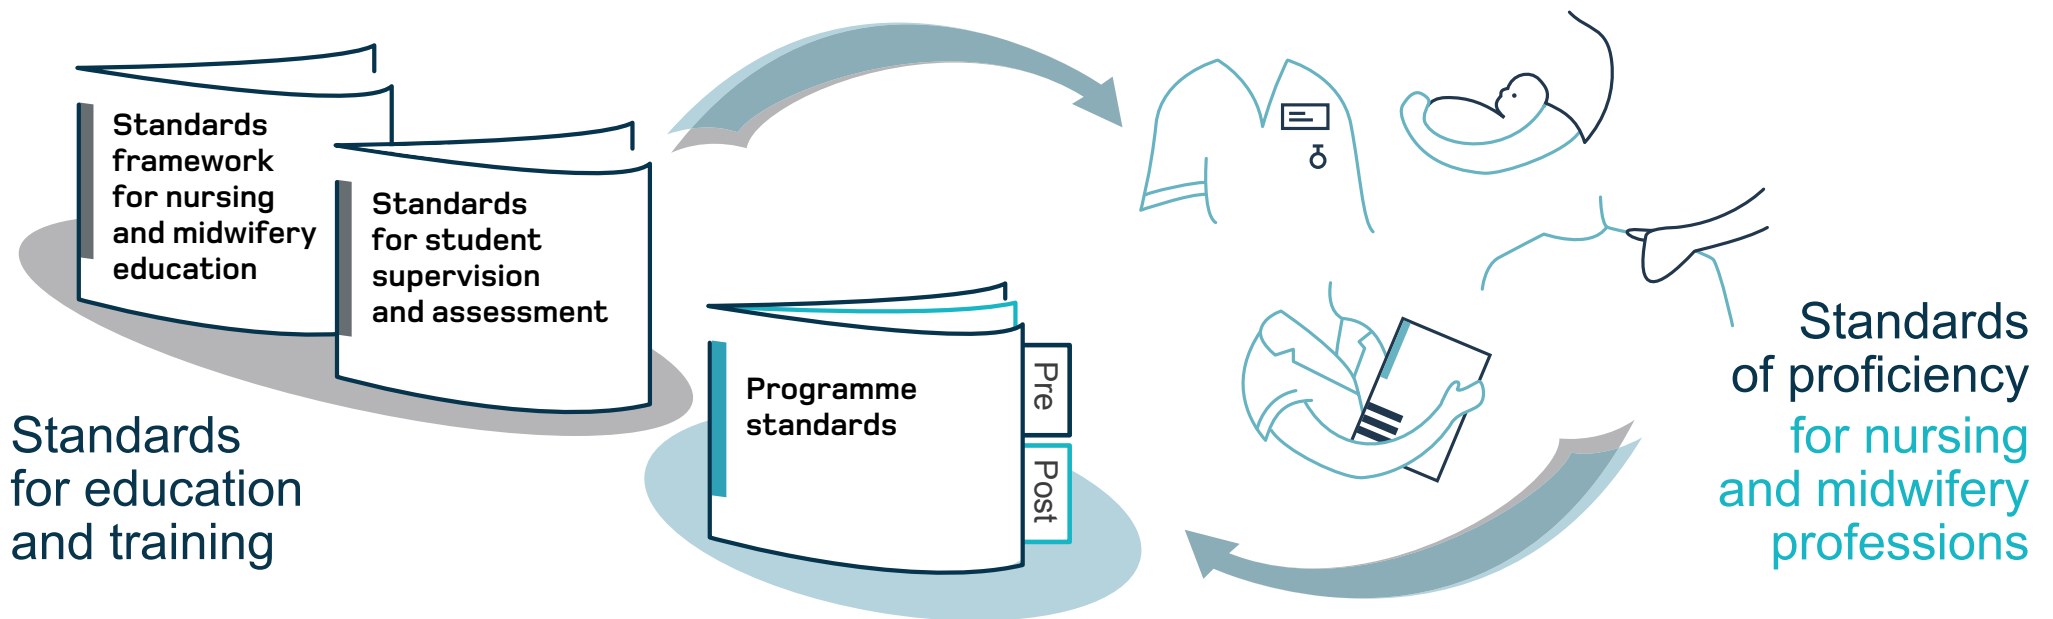 Standards
framework
for nursing
and midwifery
education
Standards
for student
supervision
and assessment
Programme
standards
Pre
Post
Standards
for education
and training
Standards
of proficiency
for nursing
and midwifery
professions